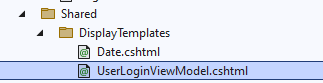 Shared
DisplayTemplates
Date.cshtml
UserLoginViewModel.cshtml